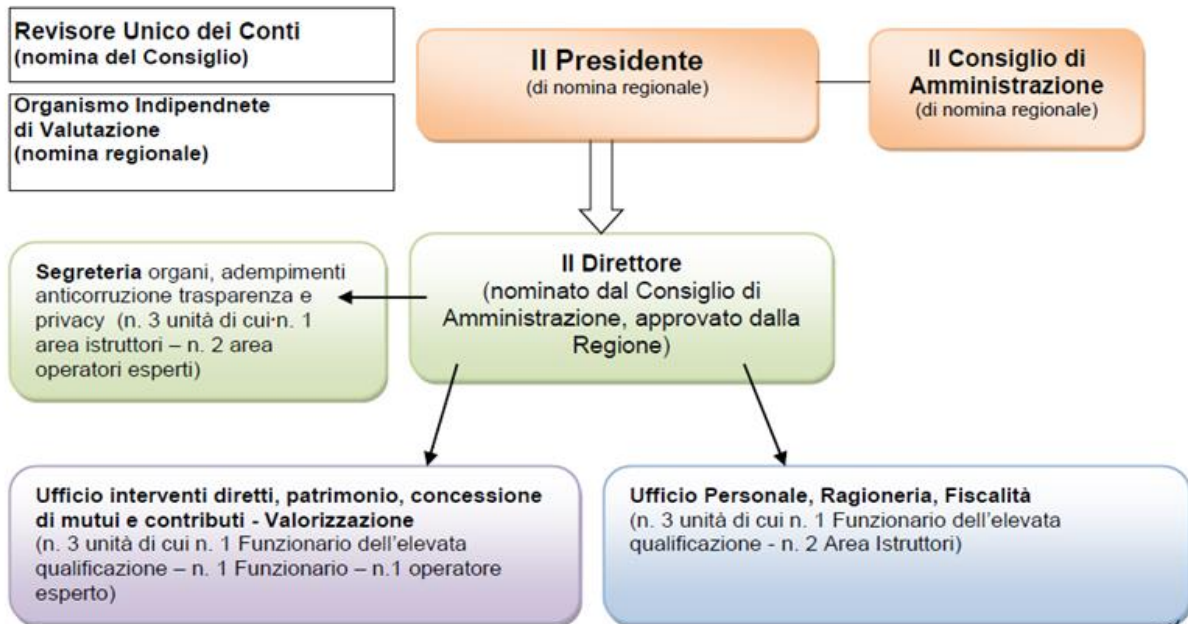 Revisore Unico dei Conti
(nomina del Consiglio)
Organismo Indipendnete
di Valutazione
(nomina regionale)
Il Presidente
(di nomina regionale)
Il Consiglio di
Amministrazione
(di nomina regionale)
Segreteria organi, adempimenti
anticorruzione trasparenza e
privacy (n. 3 unità di cui·n. 1
area istruttori – n. 2 area
operatori esperti)
Il Direttore
(nominato dal Consiglio di
Amministrazione, approvato dalla
Regione)
Ufficio interventi diretti, patrimonio, concessione
di mutui e contributi - Valorizzazione
(n. 3 unità di cui n. 1 Funzionario dell’elevata
qualificazione – n. 1 Funzionario – n.1 operatore
esperto)
Ufficio Personale, Ragioneria, Fiscalità
(n. 3 unità di cui n. 1 Funzionario dell’elevata
qualificazione - n. 2 Area Istruttori)